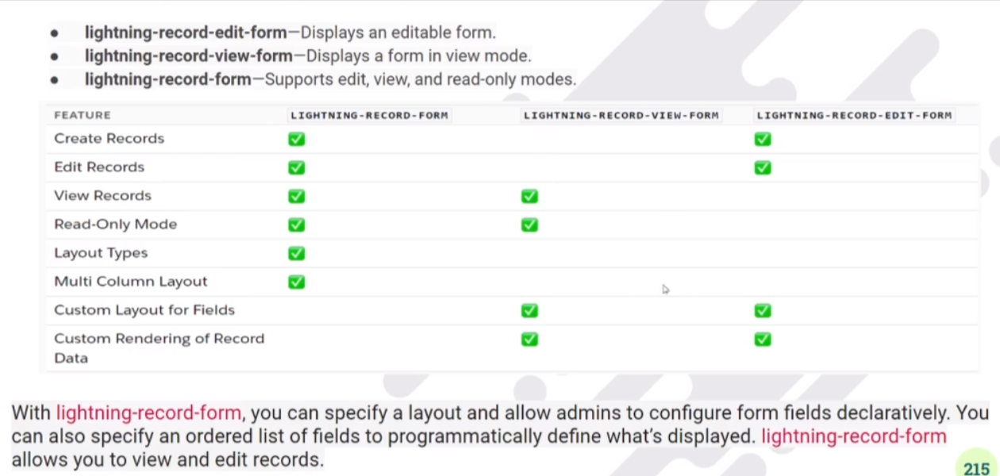 ● lightning-record-edit-form—Displays an editable form.
● lightning-record-view-form—Displays a form in view mode.
● lightning-record-form—Supports edit, view, and read-only modes.
FEATURE LIGHTNING-RECORD-FORM LIGHTNING-RECORD-VIEW-FORM LIGHTNING-RECORD-EDIT-FORM
Create Records ✅ ✅
Edit Records ✅ ✅
View Records ✅ ✅
Read-Only Mode ✅ ✅
Layout Types ✅
Multi Column Layout ✅
Custom Layout for Fields ✅ ✅
Custom Rendering of Record ✅ ✅
Data
With lightning-record-form, you can specify a layout and allow admins to configure form fields declaratively. You
can also specify an ordered list of fields to programmatically define what's displayed. lightning-record-form
allows you to view and edit records.
215